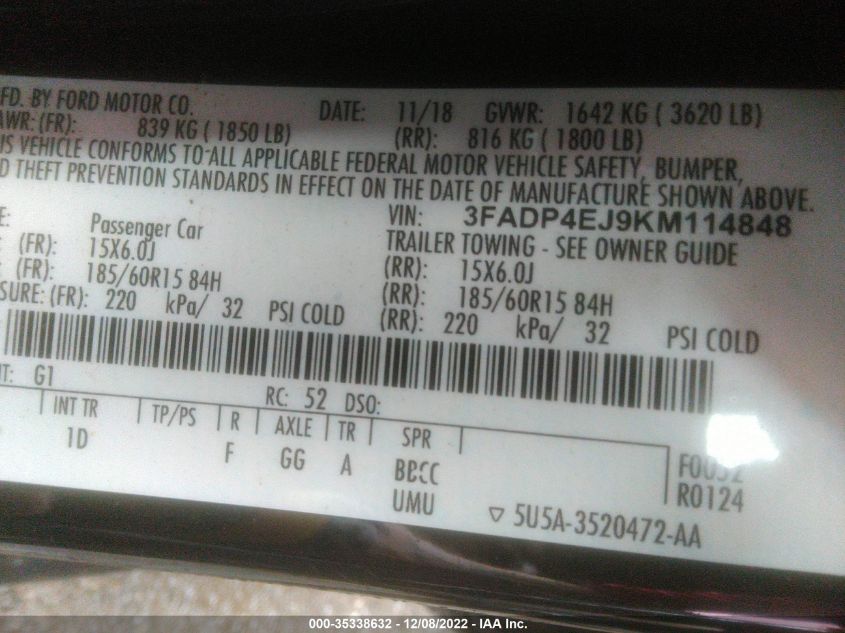 FD. BY FORD MOTOR CO. DATE: 11/18 GVWR: 1642 KG ( 3620 LB)
AWR: (FR): 839 KG ( 1850 LB) (RR): 816 KG ( 1800 LB)
IS VEHICLE CONFORMS TO ALL APPLICABLE FEDERAL MOTOR VEHICLE SAFETY, BUMPER,
D THEFT PREVENTION STANDARDS IN EFFECT ON THE DATE OF MANUFACTURE SHOWN ABOVE.
VIN: 3FADP4EJ9KM114848
E: Passenger Car TRAILER TOWING - SEE OWNER GUIDE
(FR): 15X6.0J (RR): 15X6.0J
(FR): 185/60R15 84H (RR): 185/60R15 84H
SURE: (FR): 220 kPa/ 32 PSI COLD (RR): 220 kPa/ 32 PSI COLD
NT: G1
RC: 52 DSO:
INT TR TP/PS R AXLE TR SPR
1D F GG A BBCC
UMU
F0052
R0124
▽ 5U5A-3520472-AA
000-35338632 - 12/08/2022 - IAA Inc.